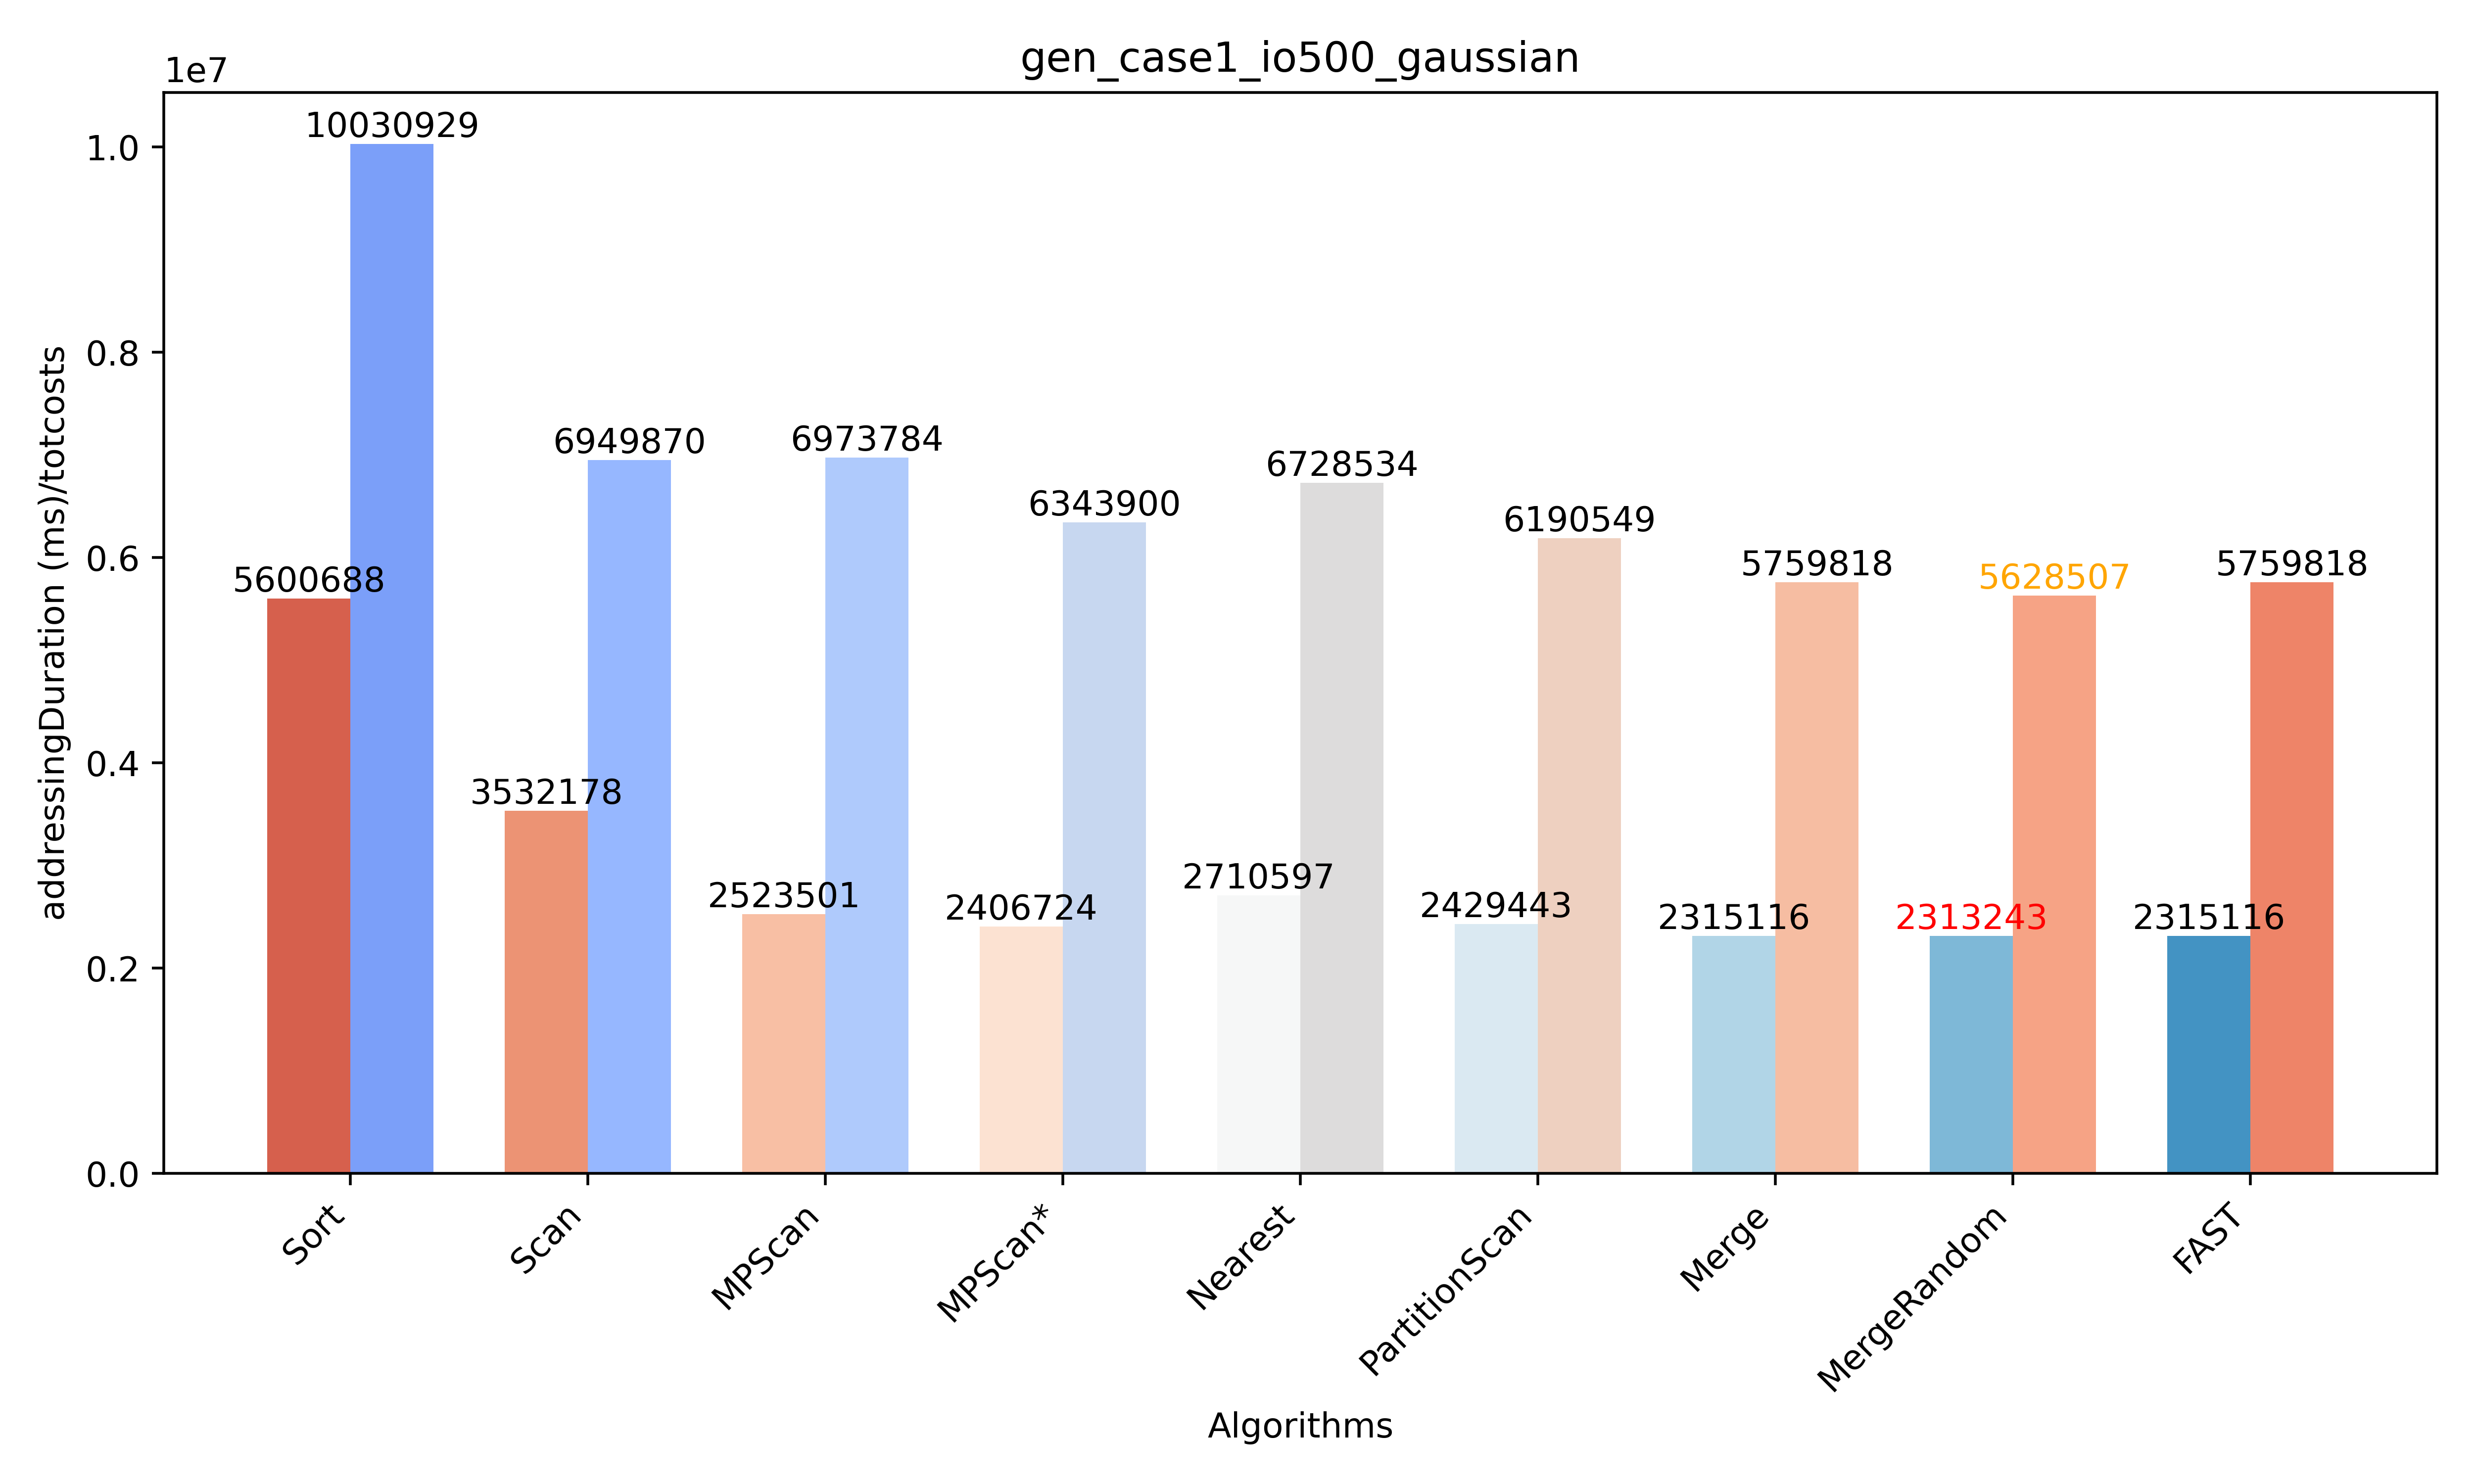 gen_case1_io500_gaussian
1e7
addressingDuration (ms)/totcosts
1.0
0.8
0.6
0.4
0.2
0.0
5600688
10030929
3532178
6949870
2523501
6973784
2406724
6343900
2710597
6728534
2429443
6190549
2315116
5759818
2313243
5628507
2315116
5759818
Sort
Scan
MPScan
MPScan*
Nearest
PartitionScan
Merge
MergeRandom
FAST
Algorithms